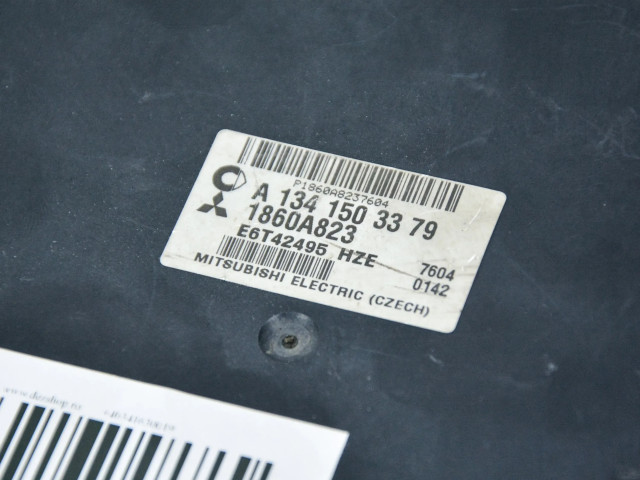 P1860A8237604
A 134 150 33 79
1860A823
E6T42495 HZE 7604
0142
MITSUBISHI ELECTRIC (CZECH)